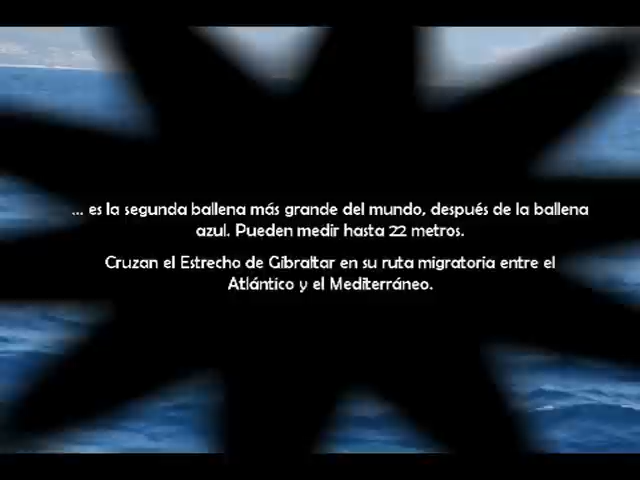 ... es la segunda ballena más grande del mundo, después de la ballena
azul. Pueden medir hasta 22 metros.
Cruzan el Estrecho de Gibraltar en su ruta migratoria entre el
Atlántico y el Mediterráneo.